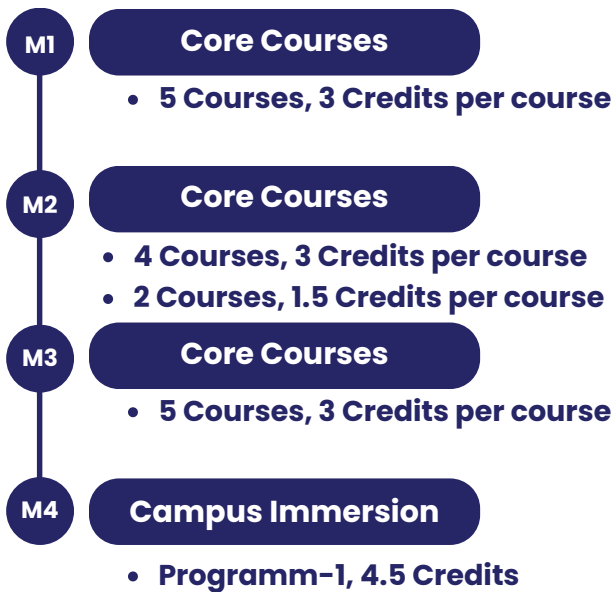 M1
Core Courses
• 5 Courses, 3 Credits per course
M2
Core Courses
• 4 Courses, 3 Credits per course
• 2 Courses, 1.5 Credits per course
M3
Core Courses
• 5 Courses, 3 Credits per course
M4
Campus Immersion
• Programm-1, 4.5 Credits